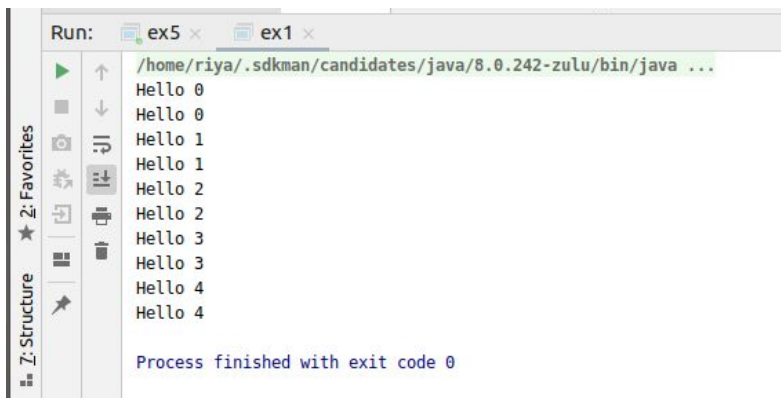 Run: ex5 × ex1 ×
/home/riya/.sdkman/candidates/java/8.0.242-zulu/bin/java ...
Hello 0
Hello 0
Hello 1
Hello 1
Hello 2
Hello 2
Hello 3
Hello 3
Hello 4
Hello 4
Process finished with exit code 0
2: Favorites
7: Structure